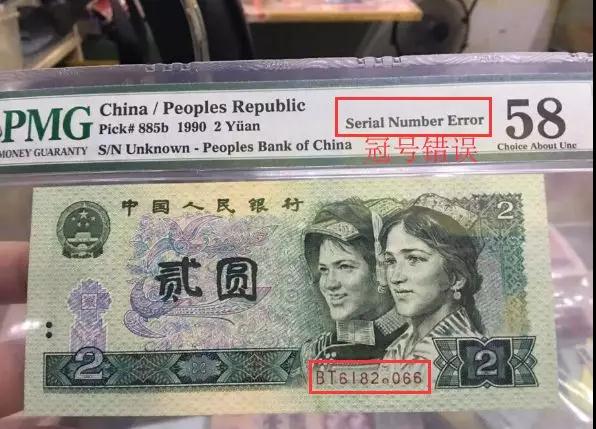 PMG
MONEY GUARANTY
China / Peoples Republic
Pick# 885b 1990 2 Yüan
S/N Unknown - Peoples Bank of China
Serial Number Error
冠号错误
58
Choice About Unc
中国人民银行
2
贰圆
2
BT6182₀066
2